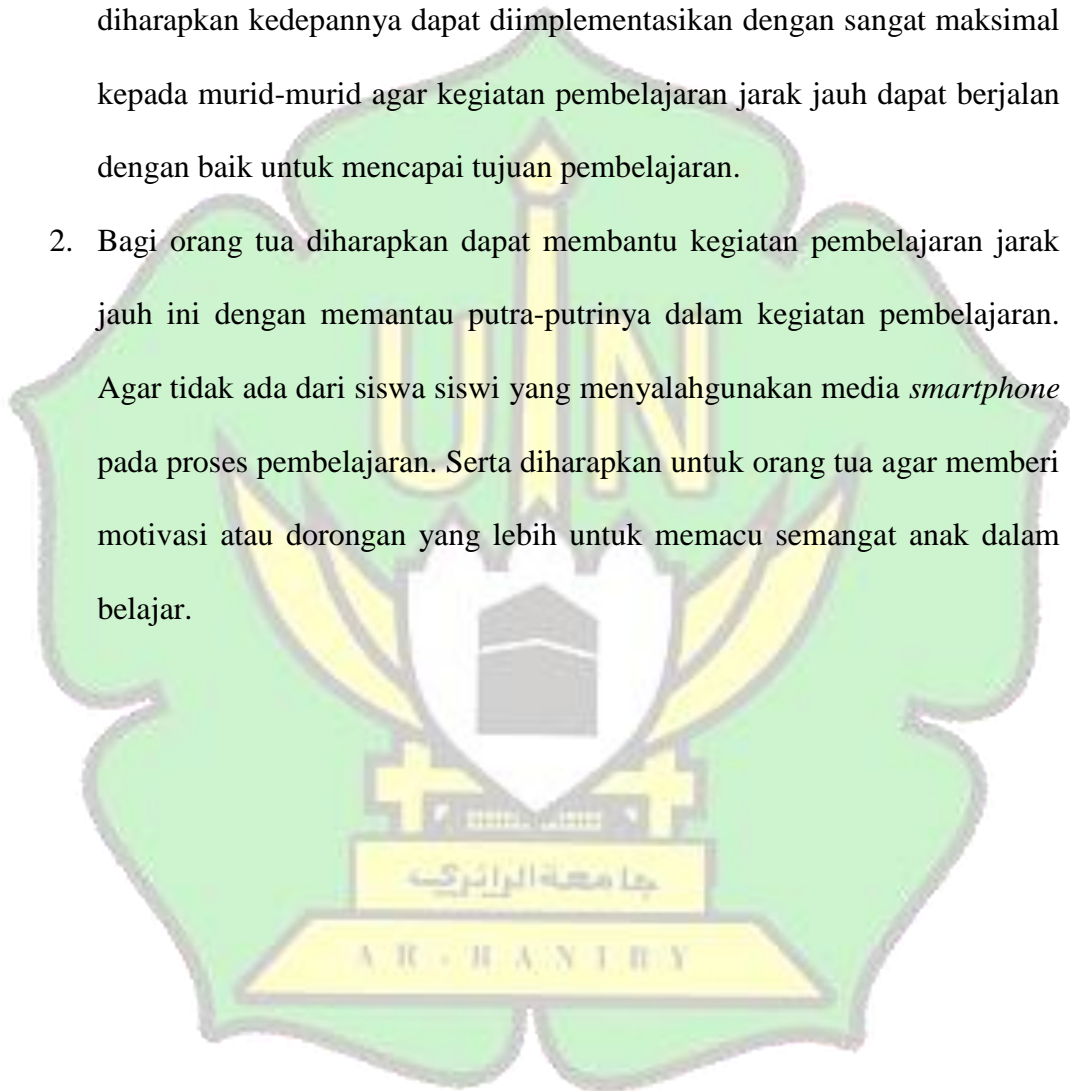 diharapkan kedepannya dapat diimplementasikan dengan sangat maksimal
kepada murid-murid agar kegiatan pembelajaran jarak jauh dapat berjalan
dengan baik untuk mencapai tujuan pembelajaran.
2. Bagi orang tua diharapkan dapat membantu kegiatan pembelajaran jarak
jauh ini dengan memantau putra-putrinya dalam kegiatan pembelajaran.
Agar tidak ada dari siswa siswi yang menyalahgunakan media smartphone
pada proses pembelajaran. Serta diharapkan untuk orang tua agar memberi
motivasi atau dorongan yang lebih untuk memacu semangat anak dalam
belajar.
UIN
جامعة الرانري
AR-RANIRY